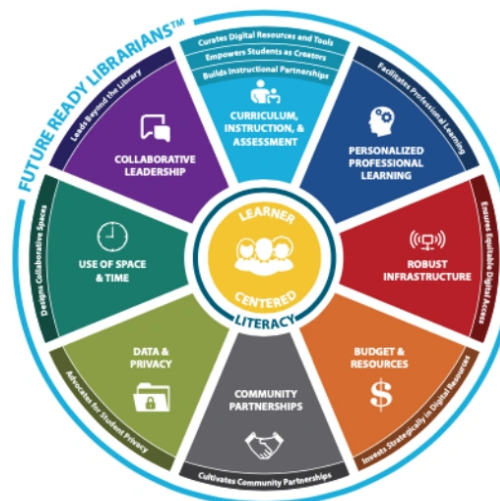 FUTURE READY LIBRARIANS™
Curates Digital Resources and Tools
Empowers Students as Creators
Builds Instructional Partnerships
CURRICULUM,
INSTRUCTION, &
ASSESSMENT
Facilitates Professional Learning
PERSONALIZED
PROFESSIONAL
LEARNING
Ensures Equitable Digital Access
ROBUST
INFRASTRUCTURE
Invests Strategically in Digital Resources
BUDGET &
RESOURCES
$
Cultivates Community Partnerships
COMMUNITY
PARTNERSHIPS
Advocates for Student Privacy
DATA &
PRIVACY
Designs Collaborative Spaces
USE OF SPACE
& TIME
Leads Beyond the Library
COLLABORATIVE
LEADERSHIP
LEARNER
CENTERED
LITERACY